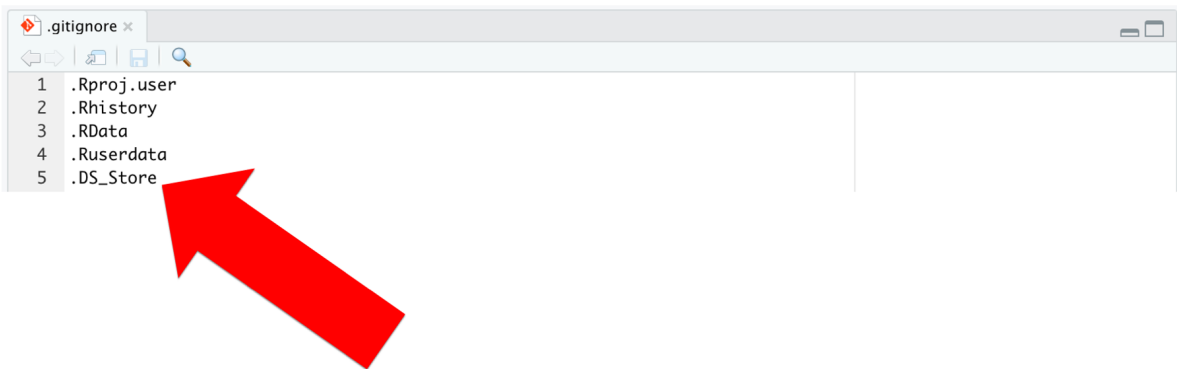 .gitignore
1 .Rproj.user
2 .Rhistory
3 .RData
4 .Ruserdata
5 .DS_Store